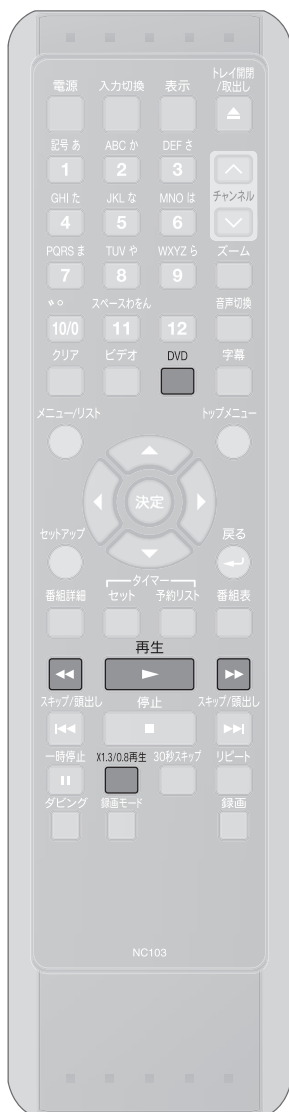 電源 入力切換 表示 トレイ開閉
/取出し
記号 あ ABC か DEF さ
1 2 3
GHI た JKL な MNO は チャンネル
4 5 6
PQRS ま TUV や WXYZ ら ズーム
7 8 9
゛゜ スペースわをん 音声切換
10/0 11 12
クリア ビデオ DVD 字幕
メニュー/リスト トップメニュー
決定
セットアップ 戻る
タイマー
番組詳細 セット 予約リスト 番組表
再生
スキップ/頭出し 停止 スキップ/頭出し
一時停止 X1.3/0.8再生 30秒スキップ リピート
ダビング 録画モード 録画
NC103